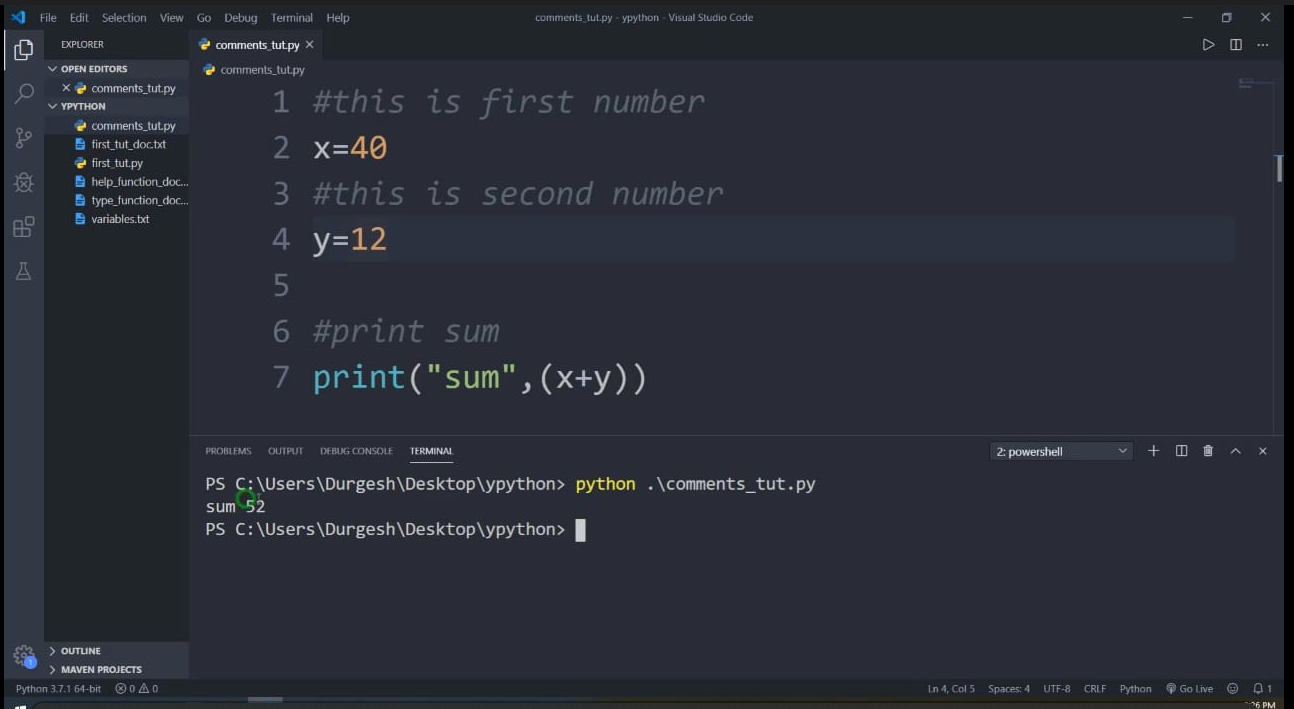 File Edit Selection View Go Debug Terminal Help comments_tut.py - ypython - Visual Studio Code
EXPLORER
OPEN EDITORS
comments_tut.py
YPYTHON
comments_tut.py
first_tut_doc.txt
first_tut.py
help_function_doc...
type_function_doc...
variables.txt
OUTLINE
MAVEN PROJECTS
comments_tut.py
comments_tut.py
1 #this is first number
2 x=40
3 #this is second number
4 y=12
5
6 #print sum
7 print("sum",(x+y))
PROBLEMS OUTPUT DEBUG CONSOLE TERMINAL 2: powershell
PS C:\Users\Durgesh\Desktop\ypython> python .\comments_tut.py
sum 52
PS C:\Users\Durgesh\Desktop\ypython>
1
Python 3.7.1 64-bit 0 0 Ln 4, Col 5 Spaces: 4 UTF-8 CRLF Python Go Live 1